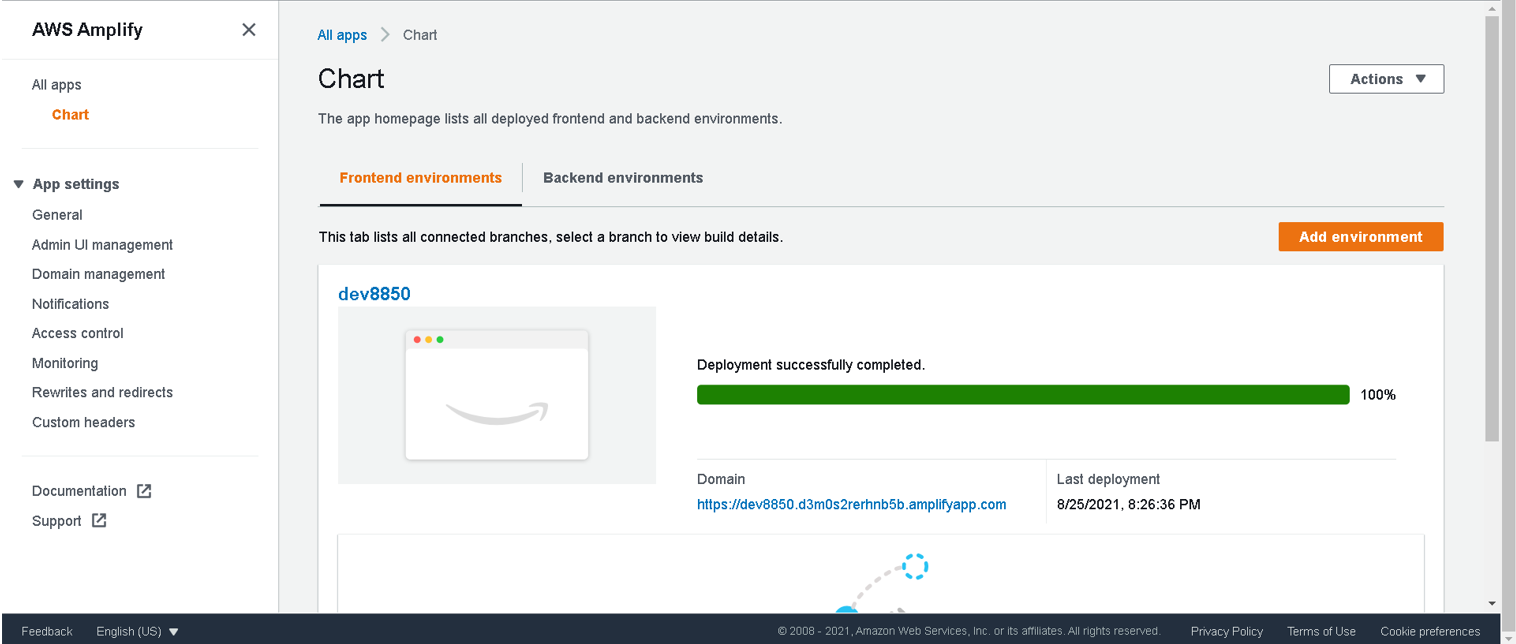 AWS Amplify
All apps
Chart
App settings
General
Admin UI management
Domain management
Notifications
Access control
Monitoring
Rewrites and redirects
Custom headers
Documentation
Support
All apps > Chart
Chart
Actions
The app homepage lists all deployed frontend and backend environments.
Frontend environments
Backend environments
This tab lists all connected branches, select a branch to view build details.
Add environment
dev8850
Deployment successfully completed.
100%
Domain
https://dev8850.d3m0s2rerhnb5b.amplifyapp.com
Last deployment
8/25/2021, 8:26:36 PM
Feedback
English (US)
© 2008 - 2021, Amazon Web Services, Inc. or its affiliates. All rights reserved.
Privacy Policy
Terms of Use
Cookie preferences